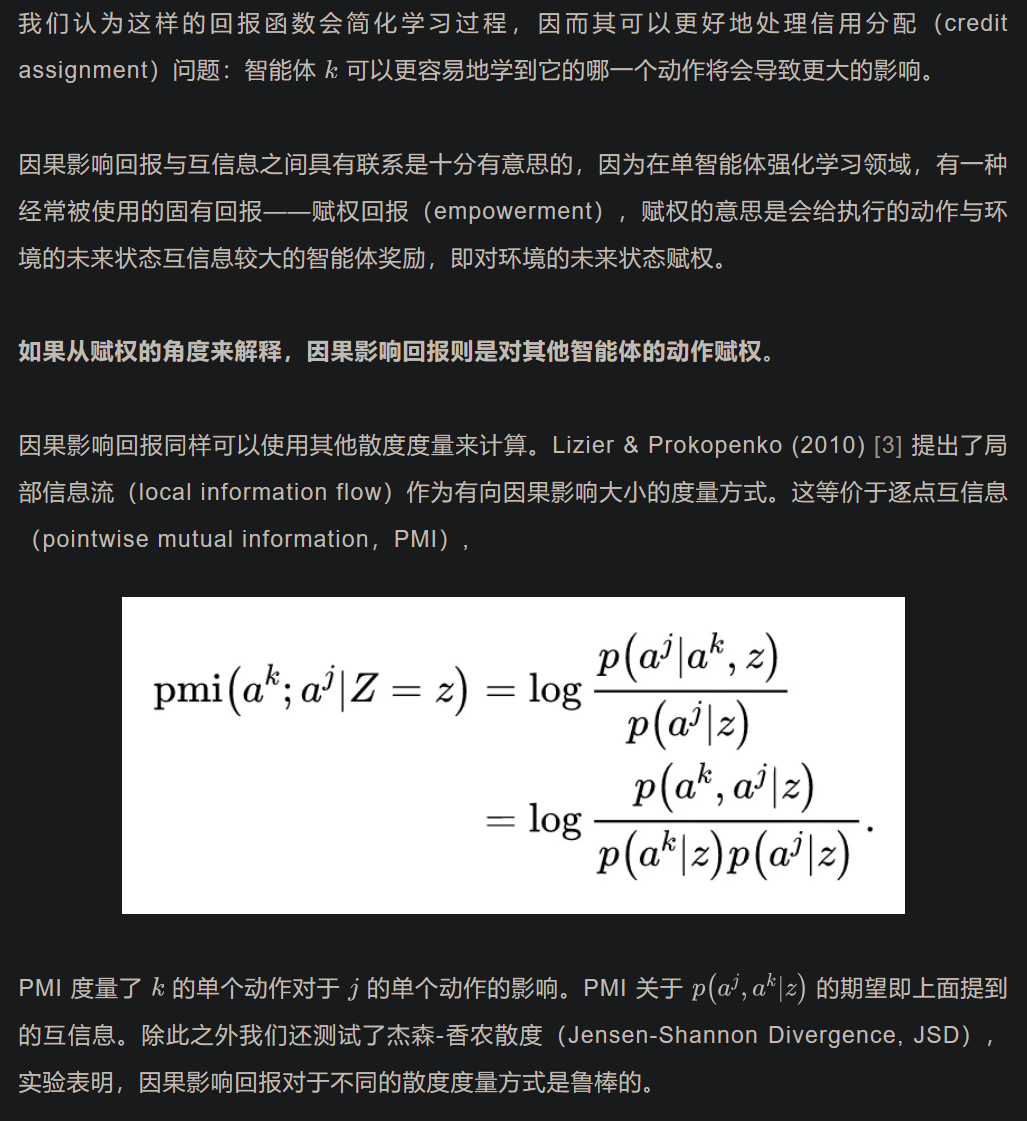 我们认为这样的回报函数会简化学习过程，因而其可以更好地处理信用分配（credit
assignment）问题：智能体 k 可以更容易地学到它的哪一个动作将会导致更大的影响。
因果影响回报与互信息之间具有联系是十分有意思的，因为在单智能体强化学习领域，有一种
经常被使用的固有回报——赋权回报（empowerment），赋权的意思是会给执行的动作与环
境的未来状态互信息较大的智能体奖励，即对环境的未来状态赋权。
如果从赋权的角度来解释，因果影响回报则是对其他智能体的动作赋权。
因果影响回报同样可以使用其他散度度量来计算。Lizier & Prokopenko (2010) [3] 提出了局
部信息流（local information flow）作为有向因果影响大小的度量方式。这等价于逐点互信息
（pointwise mutual information，PMI），
pmi(a^k; a^j|Z = z) = log p(a^j|a^k, z) / p(a^j|z)
= log p(a^k, a^j|z) / p(a^k|z)p(a^j|z).
PMI 度量了 k 的单个动作对于 j 的单个动作的影响。PMI 关于 p(a^j, a^k|z) 的期望即上面提到
的互信息。除此之外我们还测试了杰森-香农散度（Jensen-Shannon Divergence, JSD），
实验表明，因果影响回报对于不同的散度度量方式是鲁棒的。